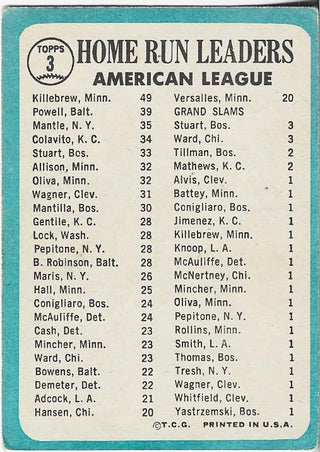 TOPPS
3
HOME RUN LEADERS
AMERICAN LEAGUE
Killebrew, Minn. 49
Powell, Balt. 39
Mantle, N. Y. 35
Colavito, K. C. 34
Stuart, Bos. 33
Allison, Minn. 32
Oliva, Minn. 32
Wagner, Clev. 31
Mantilla, Bos. 30
Gentile, K. C. 28
Lock, Wash. 28
Pepitone, N. Y. 28
B. Robinson, Balt. 28
Maris, N. Y. 26
Hall, Minn. 25
Conigliaro, Bos. 24
McAuliffe, Det. 24
Cash, Det. 23
Mincher, Minn. 23
Ward, Chi. 23
Bowens, Balt. 22
Demeter, Det. 22
Adcock, L. A. 21
Hansen, Chi. 20
Versalles, Minn. 20
GRAND SLAMS
Stuart, Bos. 3
Ward, Chi. 3
Tillman, Bos. 2
Mathews, K. C. 2
Alvis, Clev. 1
Battey, Minn. 1
Conigliaro, Bos. 1
Jimenez, K. C. 1
Killebrew, Minn. 1
Knoop, L. A. 1
McAuliffe, Det. 1
McNertney, Chi. 1
Mincher, Minn. 1
Oliva, Minn. 1
Pepitone, N. Y. 1
Rollins, Minn. 1
Smith, L. A. 1
Thomas, Bos. 1
Tresh, N. Y. 1
Wagner, Clev. 1
Whitfield, Clev. 1
Yastrzemski, Bos. 1
©T.C.G. PRINTED IN U.S.A.